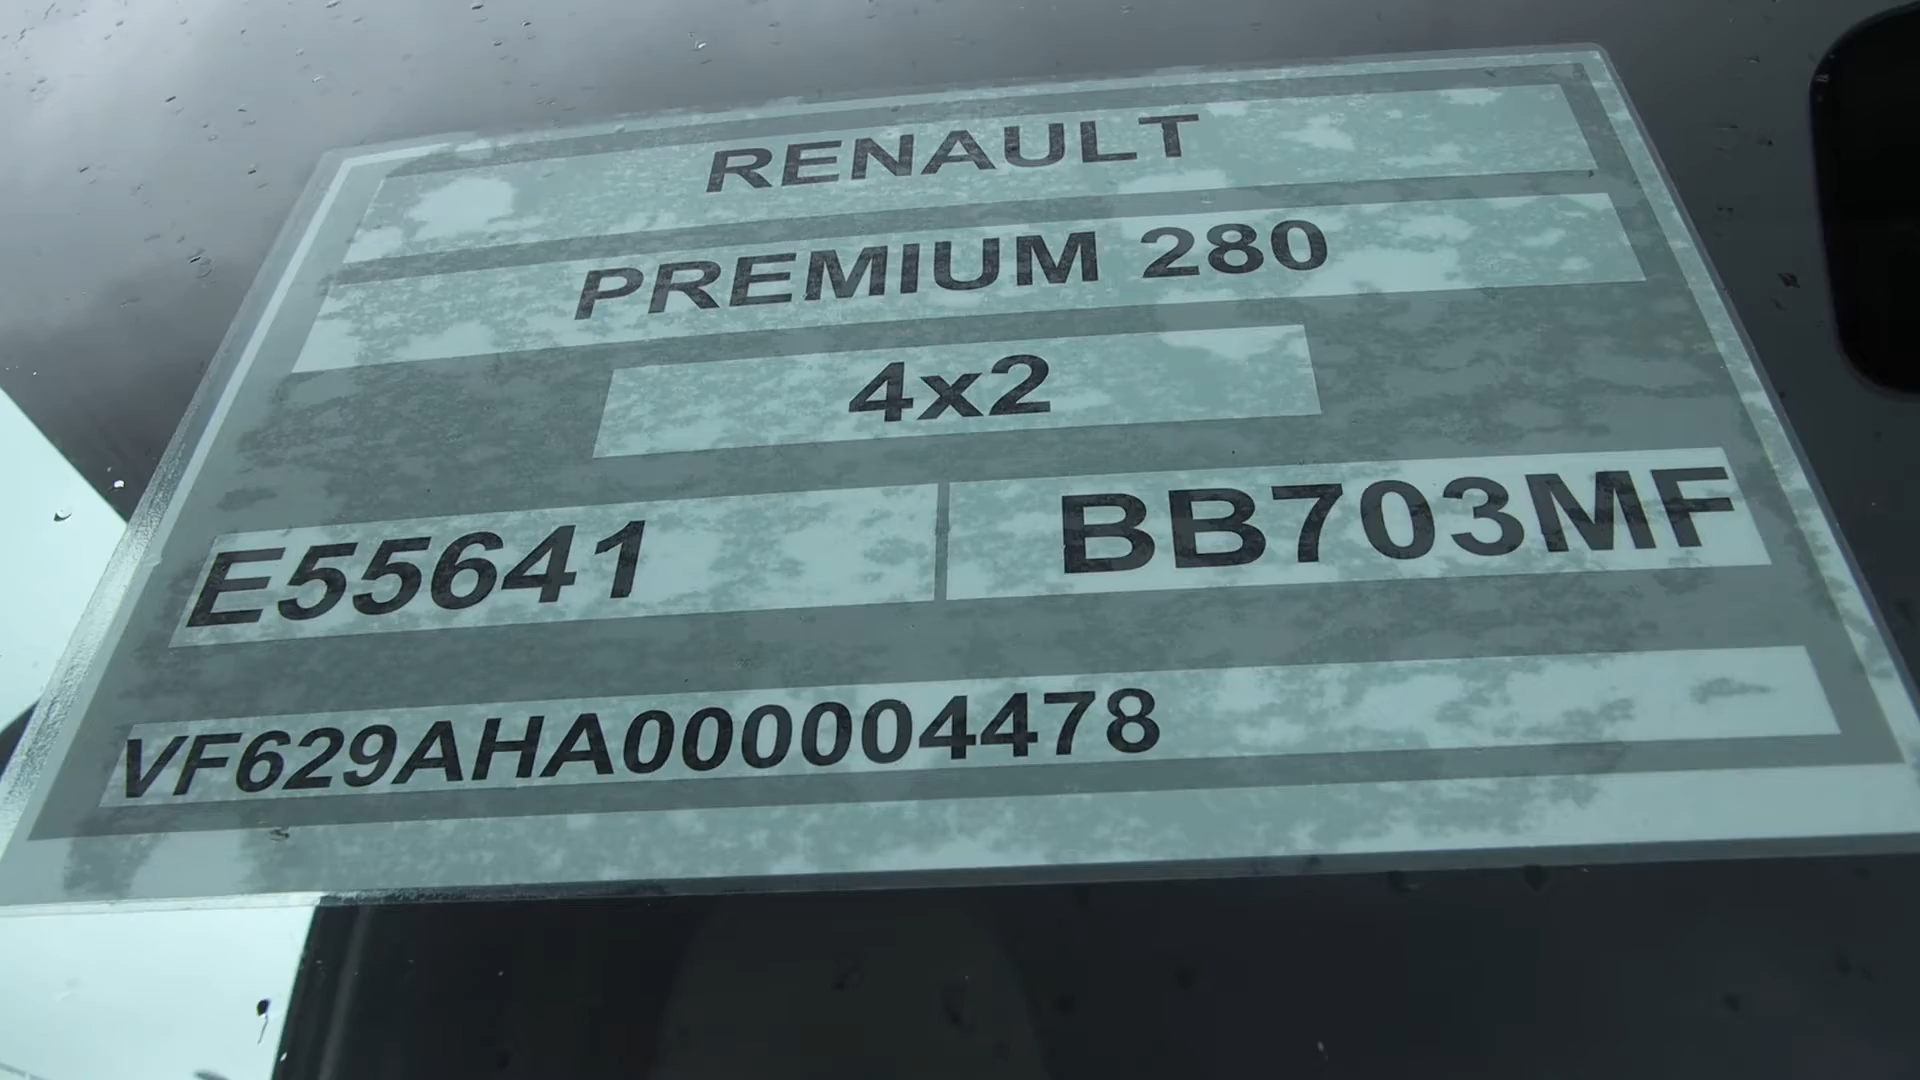 RENAULT
PREMIUM 280
4x2
E55641 BB703MF
VF629AHA000004478